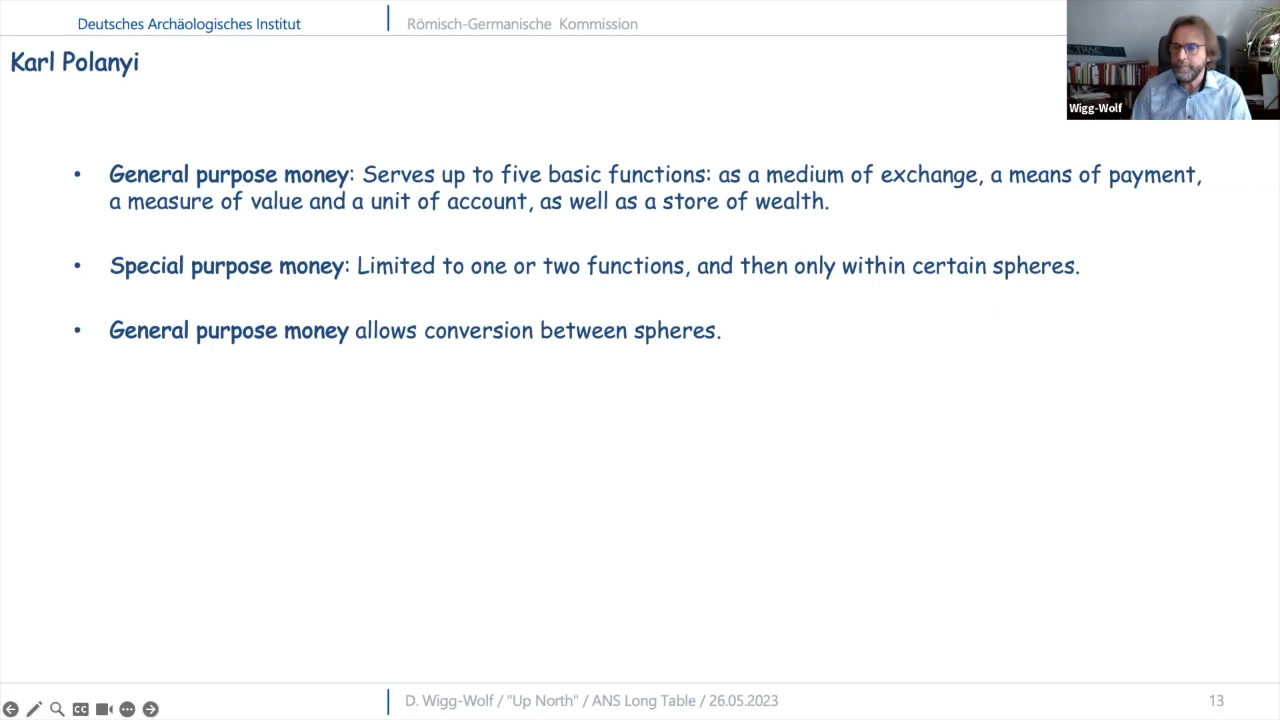 Deutsches Archäologisches Institut
Römisch-Germanische Kommission
Karl Polanyi
Wigg-Wolf
• General purpose money: Serves up to five basic functions: as a medium of exchange, a means of payment,
a measure of value and a unit of account, as well as a store of wealth.
• Special purpose money: Limited to one or two functions, and then only within certain spheres.
• General purpose money allows conversion between spheres.
CC
D. Wigg-Wolf / "Up North" / ANS Long Table / 26.05.2023
13